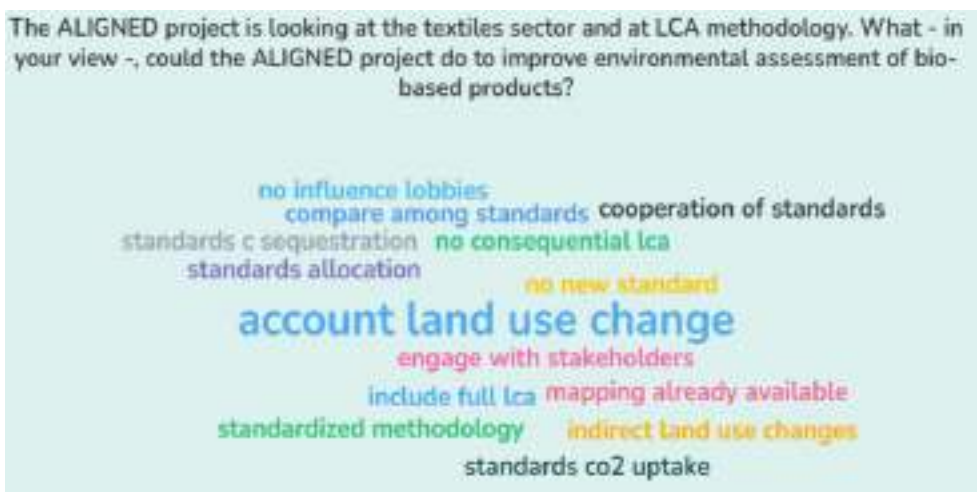 The ALIGNED project is looking at the textiles sector and at LCA methodology. What - in
your view -, could the ALIGNED project do to improve environmental assessment of bio-
based products?
no influence lobbies
compare among standards cooperation of standards
standards c sequestration no consequential lca
standards allocation
no new standard
account land use change
engage with stakeholders
include full lca mapping already available
standardized methodology indirect land use changes
standards co2 uptake